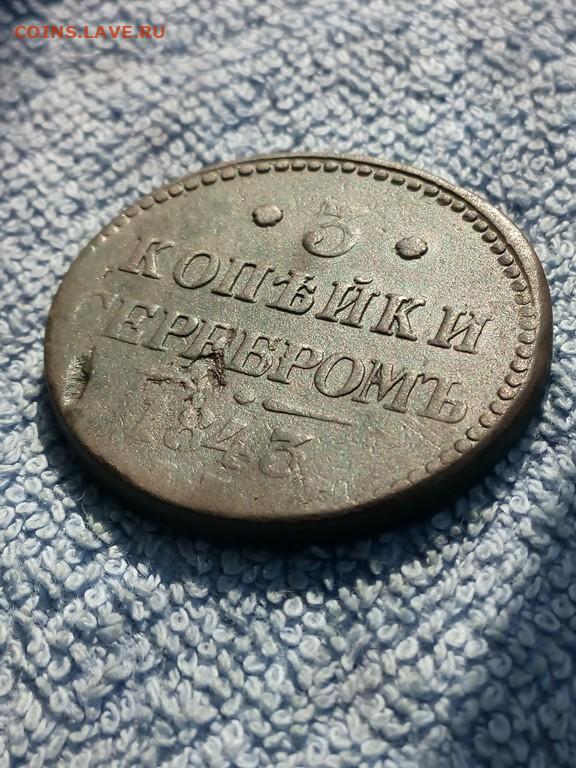 COINS.LAVE.RU
3
КОПѢЙКИ
СЕРЕБРОМЪ
1843